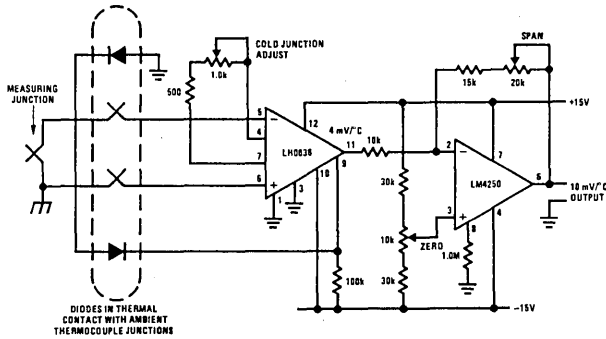 SPAN
COLD JUNCTION
ADJUST
1.0k
15k
20k
500
MEASURING
JUNCTION
+15V
5
−
12
4 mV/°C
4
11
10k
7
LH0036
2
−
7
10
9
30k
LM4250
6
10 mV/°C
OUTPUT
6
+
1
3
10k
3
+
8
4
ZERO
1.0M
100k
30k
−15V
DIODES IN THERMAL
CONTACT WITH AMBIENT
THERMOCOUPLE JUNCTIONS